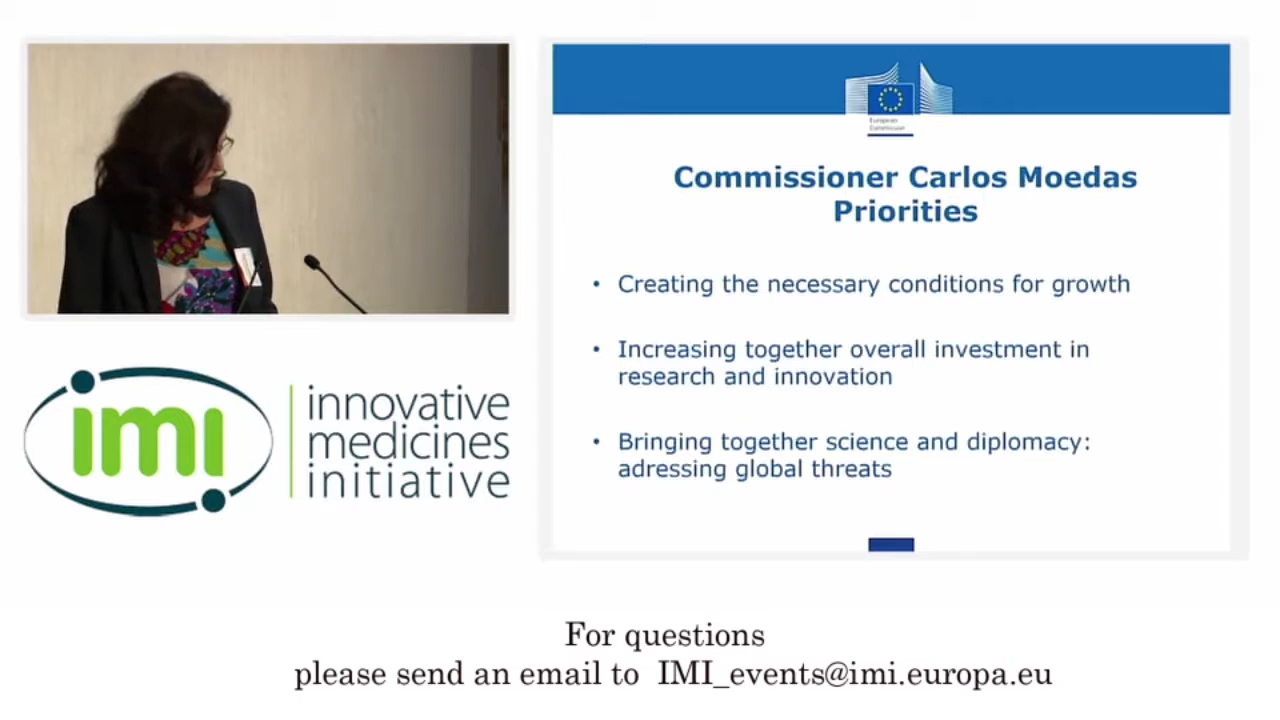 European
Commission
Commissioner Carlos Moedas
Priorities
• Creating the necessary conditions for growth
• Increasing together overall investment in
research and innovation
• Bringing together science and diplomacy:
adressing global threats
imi
innovative
medicines
initiative
For questions
please send an email to IMI_events@imi.europa.eu